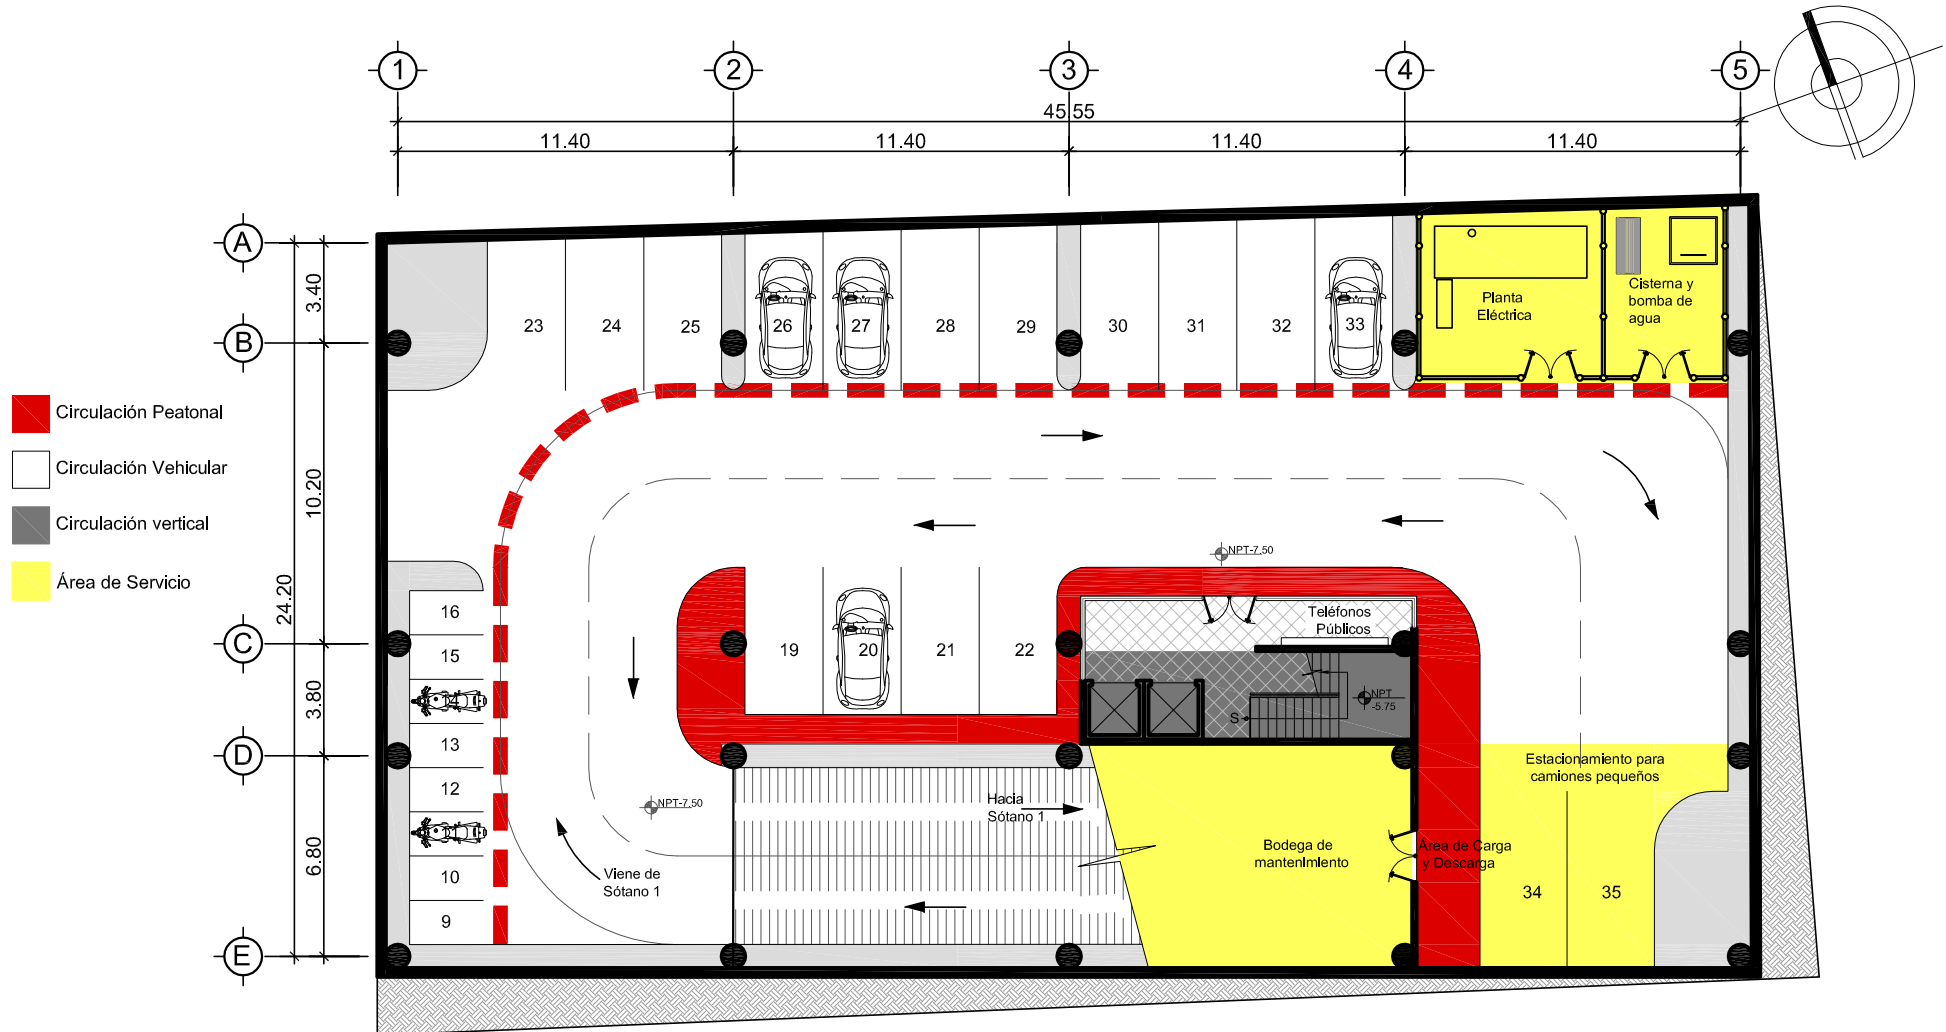 1
2
3
4
5
45.55
11.40
11.40
11.40
11.40
A
B
C
D
E
3.40
10.20
3.80
6.80
24.20
Circulación Peatonal
Circulación Vehicular
Circulación vertical
Área de Servicio
23
24
25
26
27
28
29
30
31
32
33
Planta
Eléctrica
Cisterna y
bomba de
agua
NPT-7.50
16
15
4
13
12
10
9
19
20
21
22
Teléfonos
Públicos
NPT
-5.75
S
NPT-7.50
Hacia
Sótano 1
Viene de
Sótano 1
Bodega de
mantenimiento
Área de Carga
y Descarga
Estacionamiento para
camiones pequeños
34
35